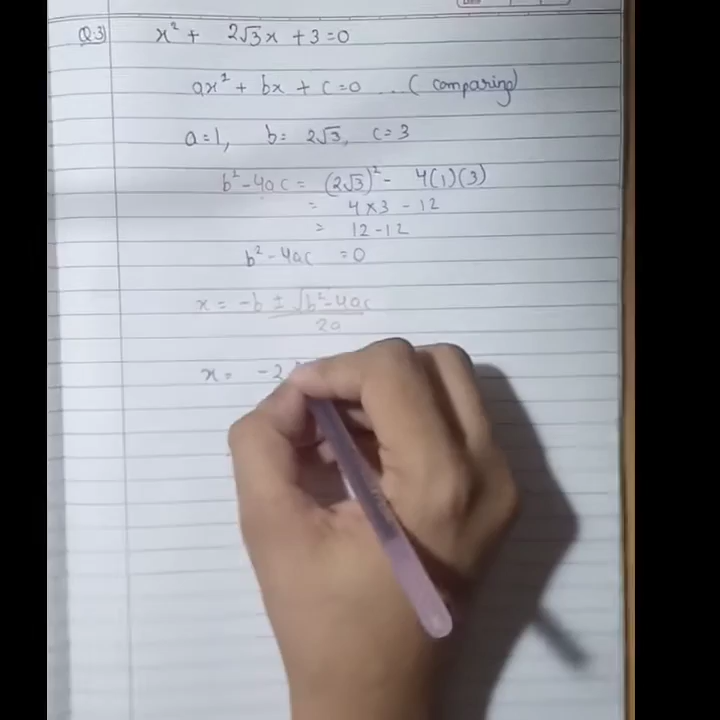 Q.3) x² + 2√3x + 3 = 0
ax² + bx + c = 0 ... (comparing)
a = 1, b = 2√3, c = 3
b² - 4ac = (2√3)² - 4(1)(3)
= 4 × 3 - 12
= 12 - 12
b² - 4ac = 0
x = -b ± √b² - 4ac
2a
x = -2